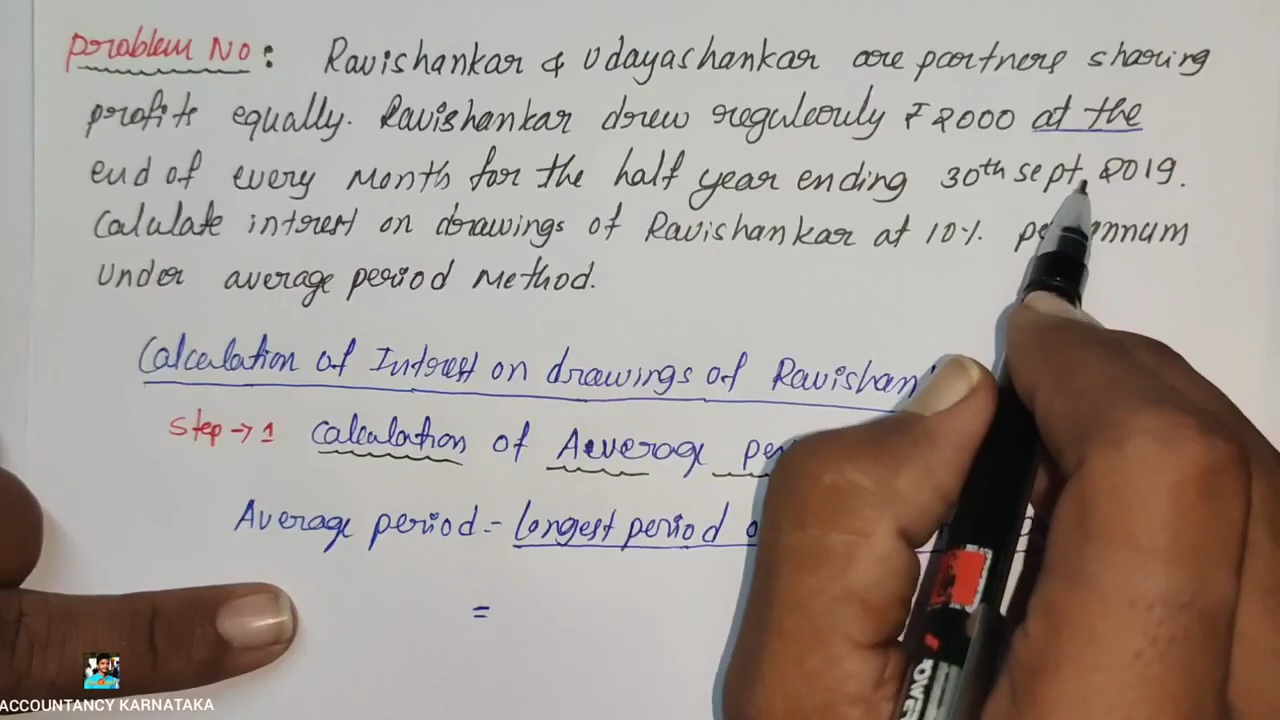 Problem No: Ravishankar & Udayashankar are partners sharing
profits equally. Ravishankar drew regularly ₹2000 at the
end of every Month for the half year ending 30th sept 2019.
Calulate interest on drawings of Ravishankar at 10% per annum
under average period Method.
Calculation of Interest on drawings of Ravishan
Step → 1 Calculation of Average
Average period = Longest period
=
ACCOUNTANCY KARNATAKA
POWER